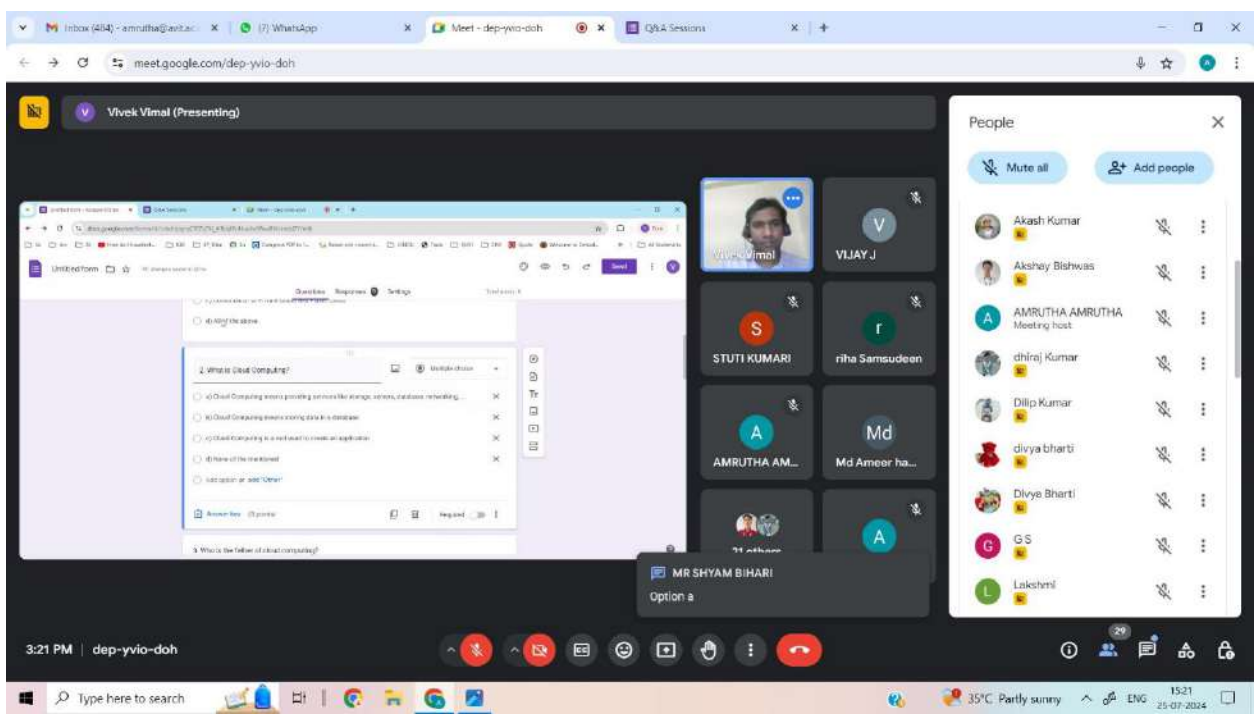 Inbox (484) - amrutha@avit.ac
(7) WhatsApp
Meet - dep-yvio-doh
Q&A Sessions
meet.google.com/dep-yvio-doh
Vivek Vimal (Presenting)
People
Mute all
Add people
Untitled form
Send
Questions Responses Settings
d) All of the above
2. What is Cloud Computing?
Multiple choice
a) Cloud Computing means providing services like storage, servers, database, networking, ...
b) Cloud Computing means storing data in a database
c) Cloud Computing is a tool used to create an application
d) None of the mentioned
Add option or add "Other"
Answer key
Required
3. Who is the father of cloud computing?
Vivek Vimal
V
VIJAY J
S
STUTI KUMARI
r
riha Samsudeen
A
AMRUTHA AM...
Md
Md Ameer ha...
21 others
A
MR SHYAM BIHARI
Option a
Akash Kumar
Akshay Bishwas
A
AMRUTHA AMRUTHA
Meeting host
dhiraj Kumar
Dilip Kumar
divya bharti
Divya Bharti
G
G S
L
Lakshmi
3:21 PM | dep-yvio-doh
29
Type here to search
35°C Partly sunny
ENG
15:21
25-07-2024